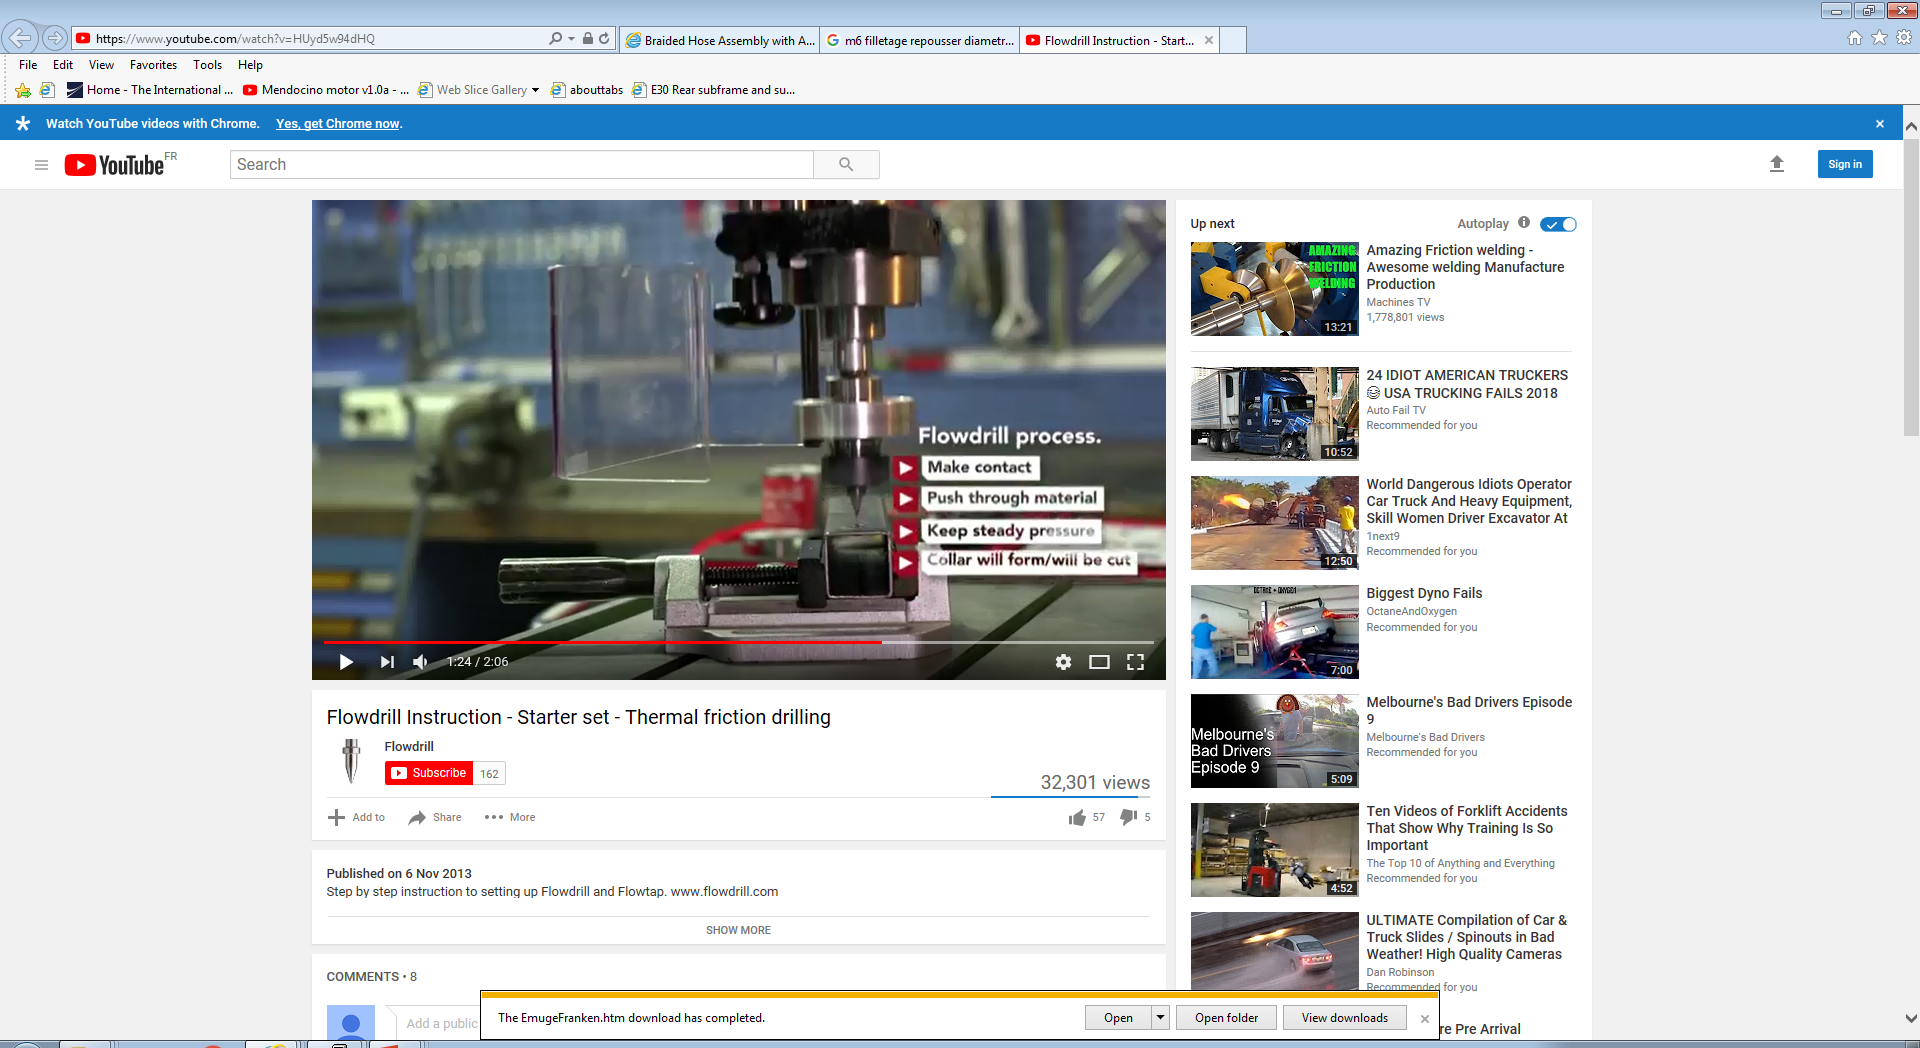 https://www.youtube.com/watch?v=HUyd5w94dHQ
Braided Hose Assembly with A...
m6 filletage repousser diametr...
Flowdrill Instruction - Start...
File Edit View Favorites Tools Help
Home - The International ...
Mendocino motor v1.0a - ...
Web Slice Gallery
abouttabs
E30 Rear subframe and su...
Watch YouTube videos with Chrome. Yes, get Chrome now.
YouTube FR
Search
Sign in
Flowdrill process.
Make contact
Push through material
Keep steady pressure
Collar will form/will be cut
1:24 / 2:06
Flowdrill Instruction - Starter set - Thermal friction drilling
Flowdrill
Subscribe 162
32,301 views
Add to Share More
57 5
Published on 6 Nov 2013
Step by step instruction to setting up Flowdrill and Flowtap. www.flowdrill.com
SHOW MORE
COMMENTS • 8
Add a public
Up next
Autoplay
AMAZING
FRICTION
WELDING
13:21
Amazing Friction welding -
Awesome welding Manufacture
Production
Machines TV
1,778,801 views
10:52
24 IDIOT AMERICAN TRUCKERS
😂 USA TRUCKING FAILS 2018
Auto Fail TV
Recommended for you
12:50
World Dangerous Idiots Operator
Car Truck And Heavy Equipment,
Skill Women Driver Excavator At
1next9
Recommended for you
OCTANE + OXYGEN
7:00
Biggest Dyno Fails
OctaneAndOxygen
Recommended for you
Melbourne's
Bad Drivers
Episode 9
5:09
Melbourne's Bad Drivers Episode
9
Melbourne's Bad Drivers
Recommended for you
4:52
Ten Videos of Forklift Accidents
That Show Why Training Is So
Important
The Top 10 of Anything and Everything
Recommended for you
ULTIMATE Compilation of Car &
Truck Slides / Spinouts in Bad
Weather! High Quality Cameras
Dan Robinson
Recommended for you
re Pre Arrival
The EmugeFranken.htm download has completed.
Open
Open folder
View downloads